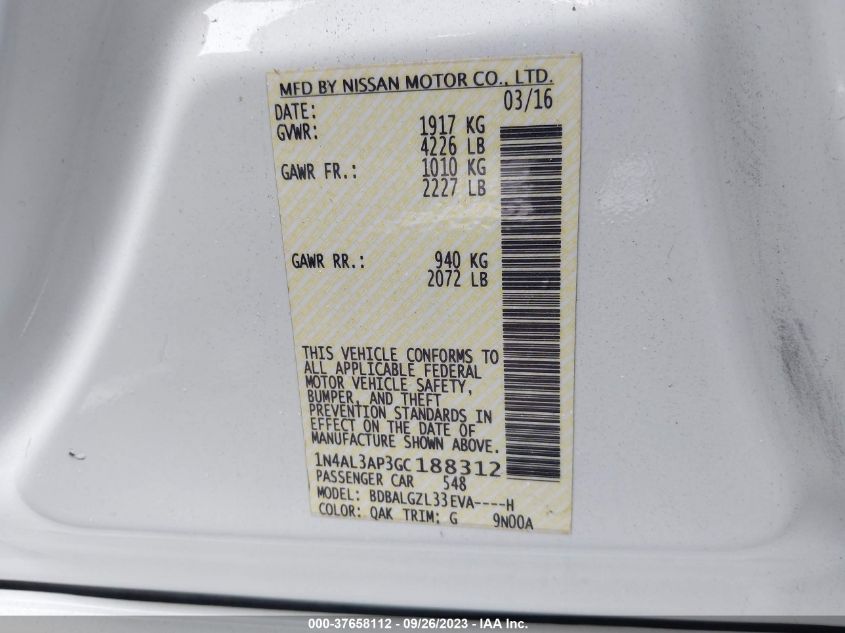 MFD BY NISSAN MOTOR CO., LTD.
DATE: 03/16
GVWR: 1917 KG
4226 LB
GAWR FR.: 1010 KG
2227 LB
GAWR RR.: 940 KG
2072 LB
THIS VEHICLE CONFORMS TO
ALL APPLICABLE FEDERAL
MOTOR VEHICLE SAFETY,
BUMPER, AND THEFT
PREVENTION STANDARDS IN
EFFECT ON THE DATE OF
MANUFACTURE SHOWN ABOVE.
1N4AL3AP3GC188312
PASSENGER CAR 548
MODEL: BDBALGZL33EVA----H
COLOR: QAK TRIM: G 9N00A
000-37658112 - 09/26/2023 - IAA Inc.